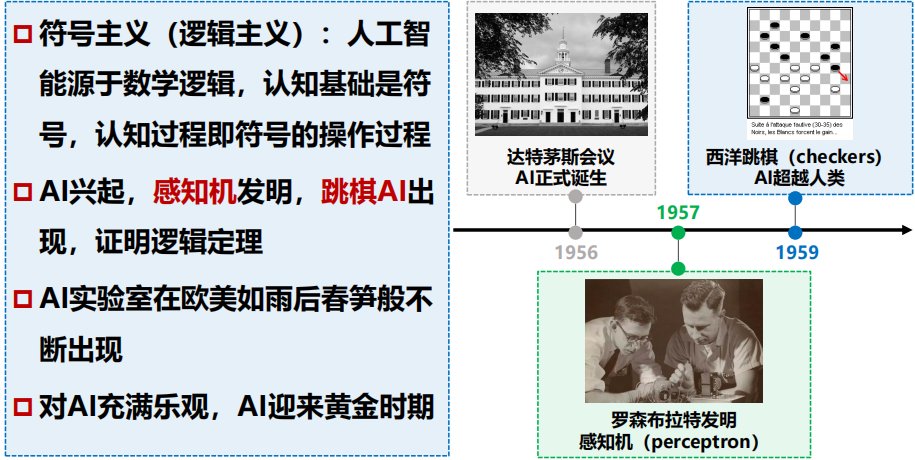 符号主义（逻辑主义）：人工智
能源于数学逻辑，认知基础是符
号，认知过程即符号的操作过程
AI兴起，感知机发明，跳棋AI出
现，证明逻辑定理
AI实验室在欧美如雨后春笋般不
断出现
对AI充满乐观，AI迎来黄金时期
达特茅斯会议
AI正式诞生
1956
1957
罗森布拉特发明
感知机（perceptron）
Suite à l'attaque fautive (30-35) des
Noirs, les Blancs forcent le gain...
西洋跳棋（checkers)
AI超越人类
1959